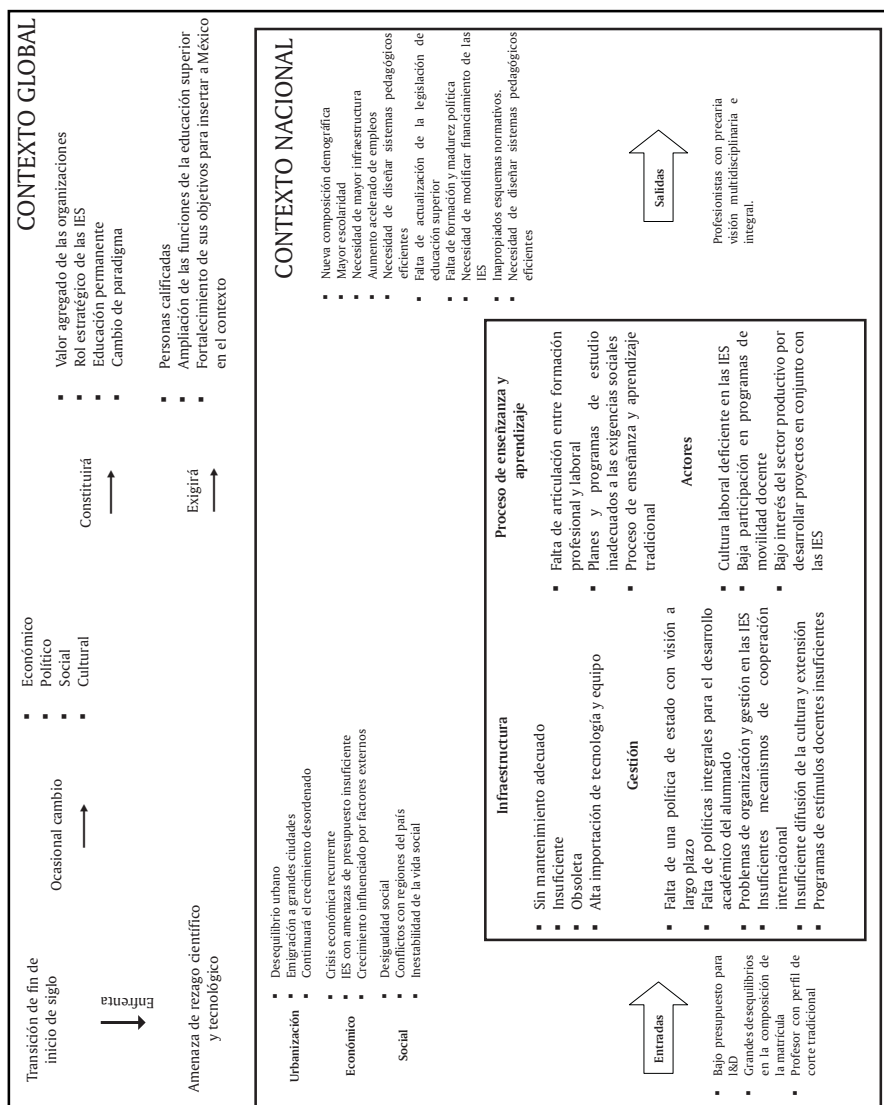 CONTEXTO GLOBAL
Transición de fin de
inicio de siglo
Enfrenta
Amenaza de rezago científico
y tecnológico
Ocasional cambio
▪ Económico
▪ Político
▪ Social
▪ Cultural
Constituirá
▪ Valor agregado de las organizaciones
▪ Rol estratégico de las IES
▪ Educación permanente
▪ Cambio de paradigma
Exigirá
▪ Personas calificadas
▪ Ampliación de las funciones de la educación superior
▪ Fortalecimiento de sus objetivos para insertar a México
en el contexto
CONTEXTO NACIONAL
Urbanización
▪ Desequilibrio urbano
▪ Emigración a grandes ciudades
▪ Continuará el crecimiento desordenado
Económico
▪ Crisis económica recurrente
▪ IES con amenazas de presupuesto insuficiente
▪ Crecimiento influenciado por factores externos
Social
▪ Desigualdad social
▪ Conflictos con regiones del país
▪ Inestabilidad de la vida social
▪ Nueva composición demográfica
▪ Mayor escolaridad
▪ Necesidad de mayor infraestructura
▪ Aumento acelerado de empleos
▪ Necesidad de diseñar sistemas pedagógicos
eficientes
▪ Falta de actualización de la legislación de
educación superior
▪ Falta de formación y madurez política
▪ Necesidad de modificar financiamiento de las
IES
▪ Inapropiados esquemas normativos.
▪ Necesidad de diseñar sistemas pedagógicos
eficientes
Entradas
▪ Bajo presupuesto para
I&D
▪ Grandes desequilibrios
en la composición de
la matrícula
▪ Profesor con perfil de
corte tradicional
Infraestructura
▪ Sin mantenimiento adecuado
▪ Insuficiente
▪ Obsoleta
▪ Alta importación de tecnología y equipo
Gestión
▪ Falta de una política de estado con visión a
largo plazo
▪ Falta de políticas integrales para el desarrollo
académico del alumnado
▪ Problemas de organización y gestión en las IES
▪ Insuficientes mecanismos de cooperación
internacional
▪ Insuficiente difusión de la cultura y extensión
▪ Programas de estímulos docentes insuficientes
Proceso de enseñzanza y
aprendizaje
▪ Falta de articulación entre formación
profesional y laboral
▪ Planes y programas de estudio
inadecuados a las exigencias sociales
▪ Proceso de enseñanza y aprendizaje
tradicional
Actores
▪ Cultura laboral deficiente en las IES
▪ Baja participación en programas de
movilidad docente
▪ Bajo interés del sector productivo por
desarrollar proyectos en conjunto con
las IES
Salidas
Profesionistas con precaria
visión multidisciplinaria e
integral.